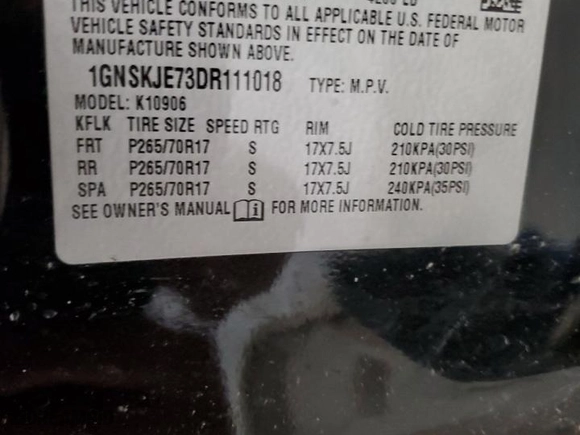 THIS VEHICLE CONFORMS TO ALL APPLICABLE U.S. FEDERAL MOTOR
VEHICLE SAFETY STANDARDS IN EFFECT ON THE DATE OF
MANUFACTURE SHOWN ABOVE.
1GNSKJE73DR111018 TYPE: M.P.V.
MODEL: K10906
KFLK TIRE SIZE SPEED RTG RIM COLD TIRE PRESSURE
FRT P265/70R17 S 17X7.5J 210KPA(30PSI)
RR P265/70R17 S 17X7.5J 210KPA(30PSI)
SPA P265/70R17 S 17X7.5J 240KPA(35PSI)
SEE OWNER'S MANUAL i FOR MORE INFORMATION.